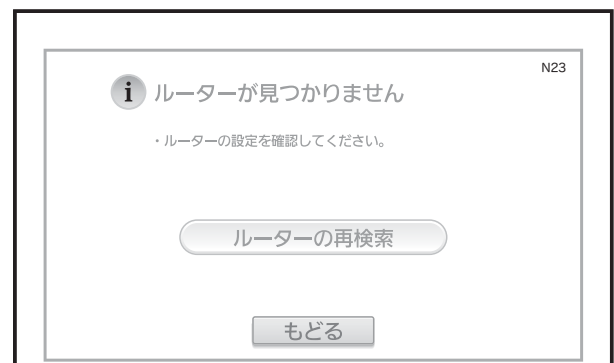 N23
i ルーターが見つかりません
・ルーターの設定を確認してください。
ルーターの再検索
もどる